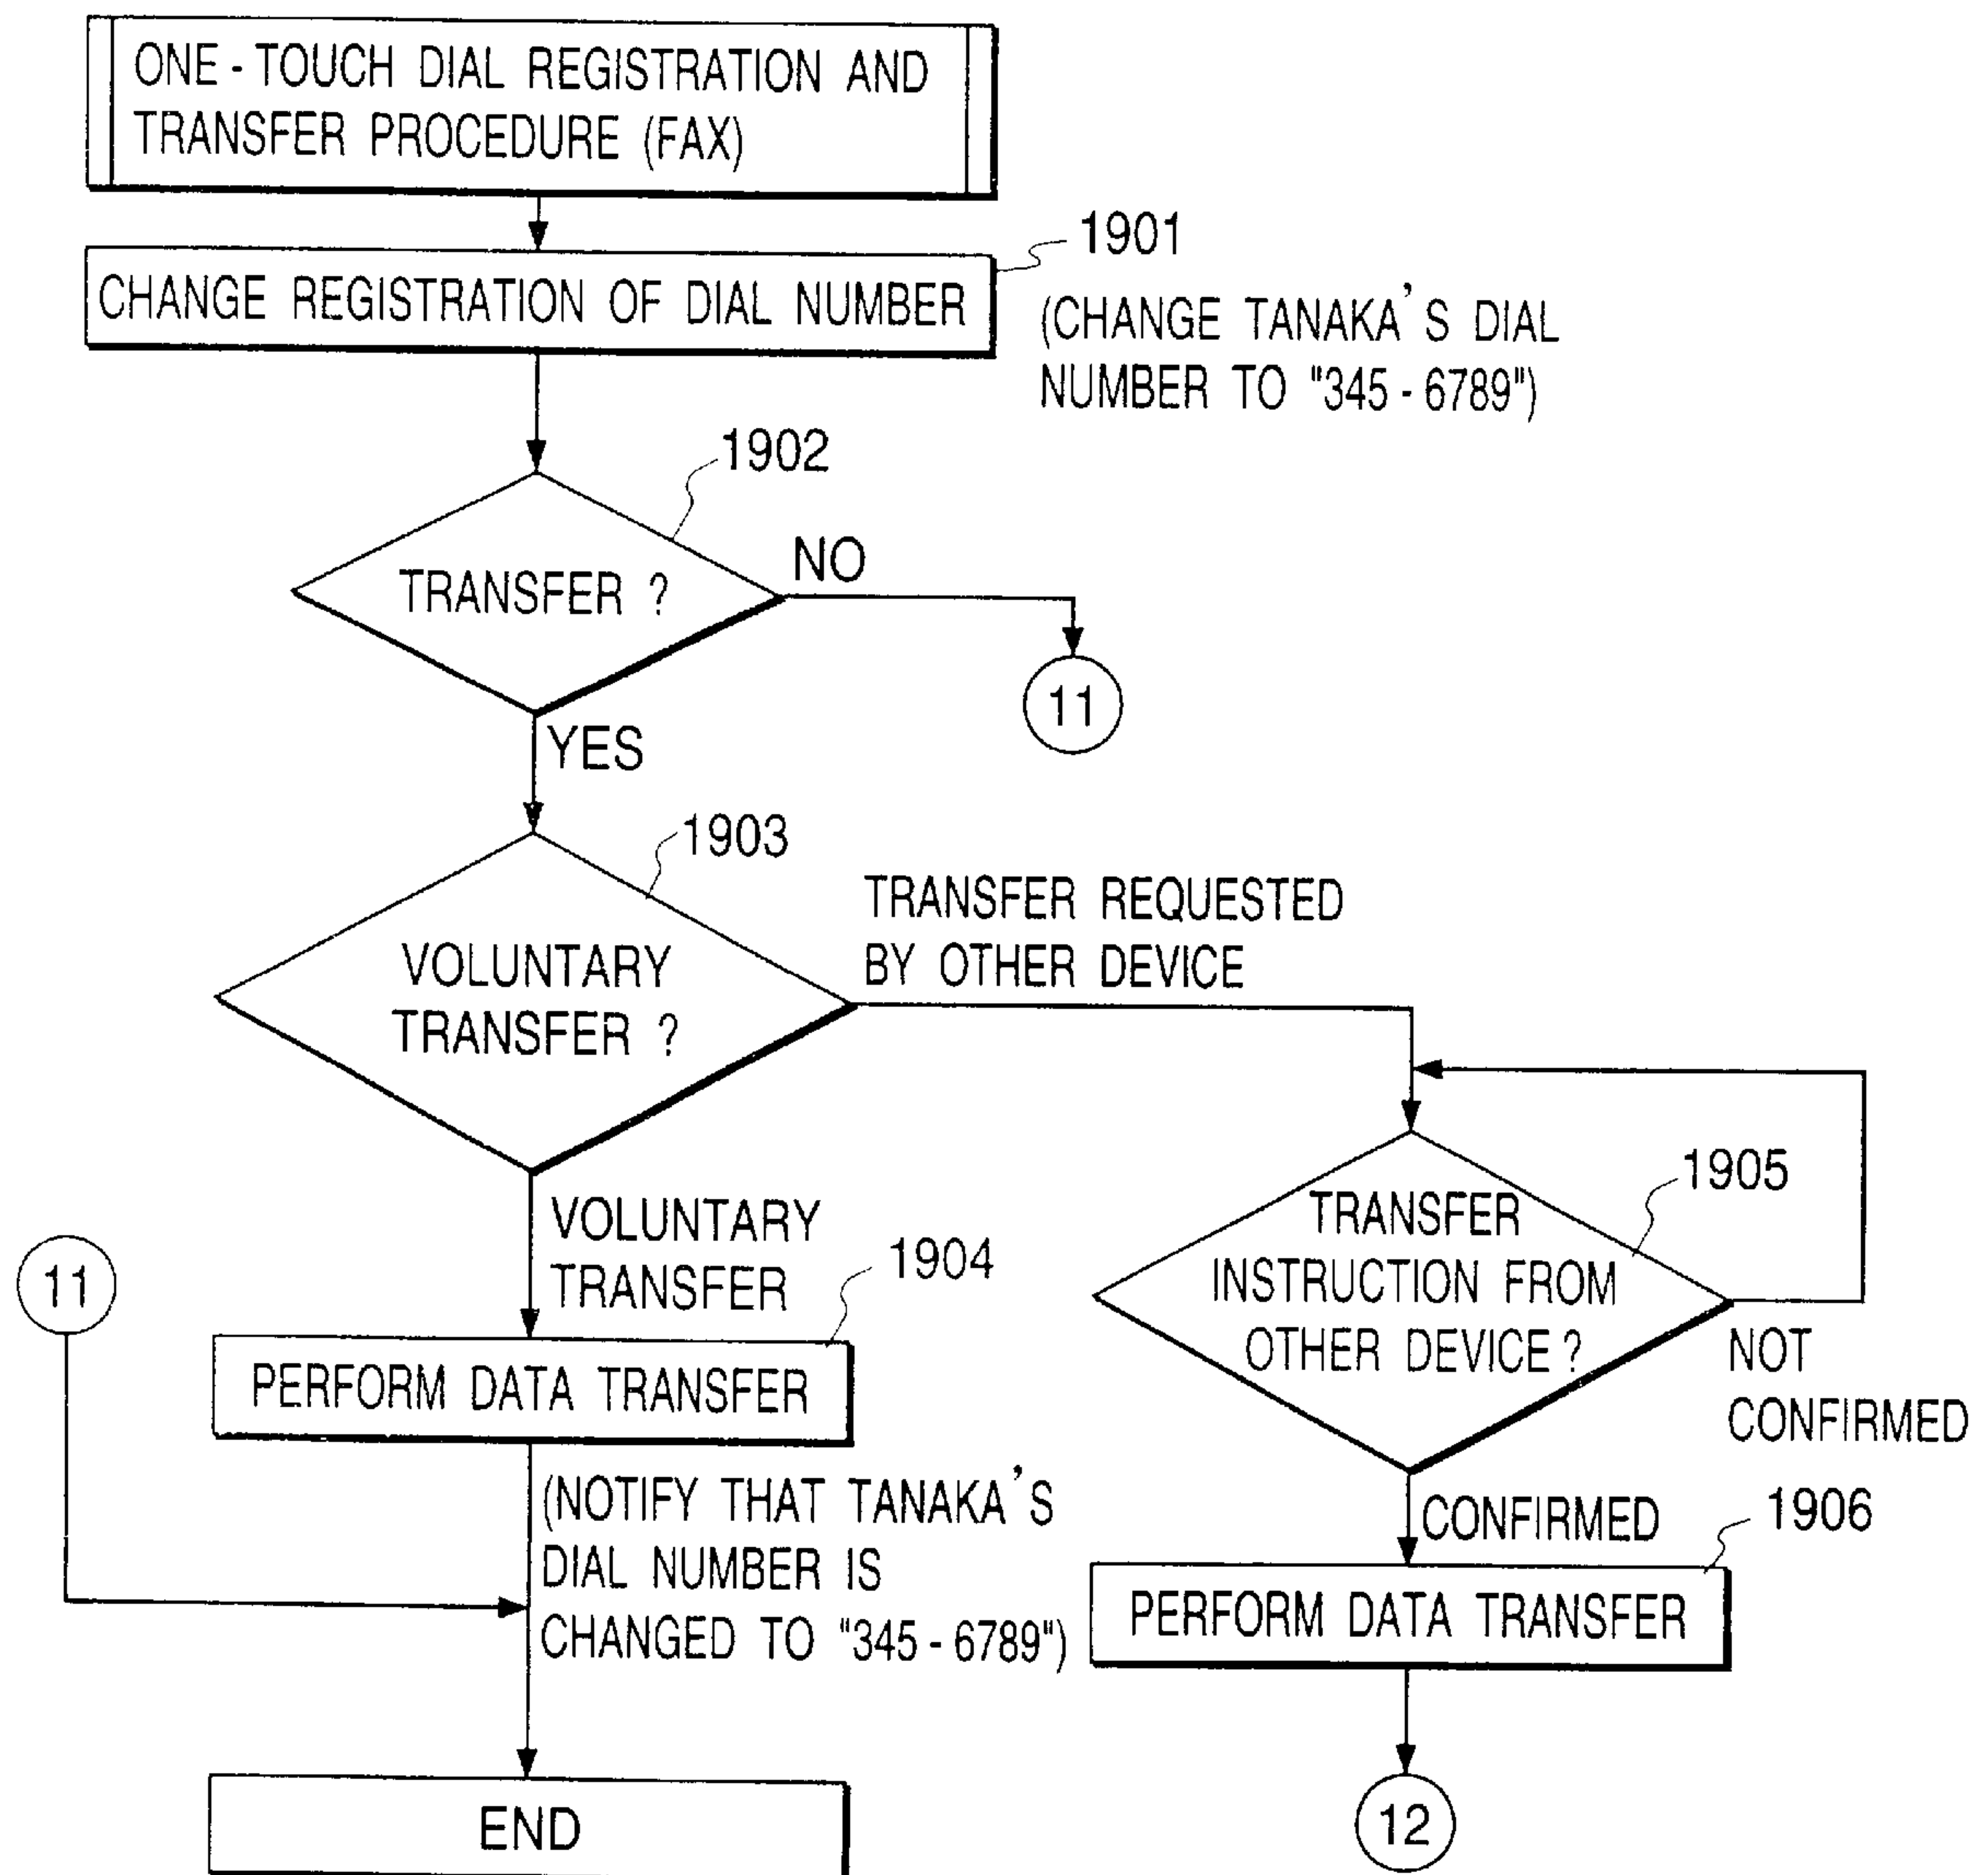 ONE-TOUCH DIAL REGISTRATION AND
TRANSFER PROCEDURE (FAX)
1901
CHANGE REGISTRATION OF DIAL NUMBER
(CHANGE TANAKA'S DIAL
NUMBER TO "345-6789")
1902
TRANSFER ?
NO
11
YES
1903
VOLUNTARY
TRANSFER ?
TRANSFER REQUESTED
BY OTHER DEVICE
1905
TRANSFER
INSTRUCTION FROM
OTHER DEVICE ?
NOT
CONFIRMED
VOLUNTARY
TRANSFER
1904
11
PERFORM DATA TRANSFER
(NOTIFY THAT TANAKA'S
DIAL NUMBER IS
CHANGED TO "345-6789")
CONFIRMED
1906
PERFORM DATA TRANSFER
END
12